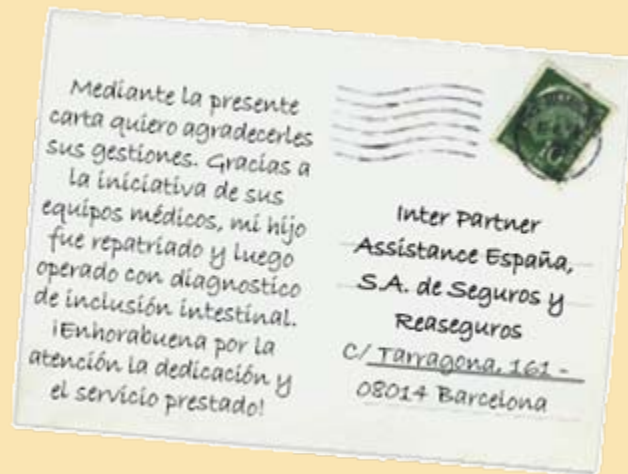 Mediante la presente
carta quiero agradecerles
sus gestiones. Gracias a
la iniciativa de sus
equipos médicos, mi hijo
fue repatriado y luego
operado con diagnostico
de inclusión intestinal.
¡Enhorabuena por la
atención la dedicación y
el servicio prestado!
Inter Partner
Assistance España,
S.A. de Seguros y
Reaseguros
C/ Tarragona, 161 -
08014 Barcelona